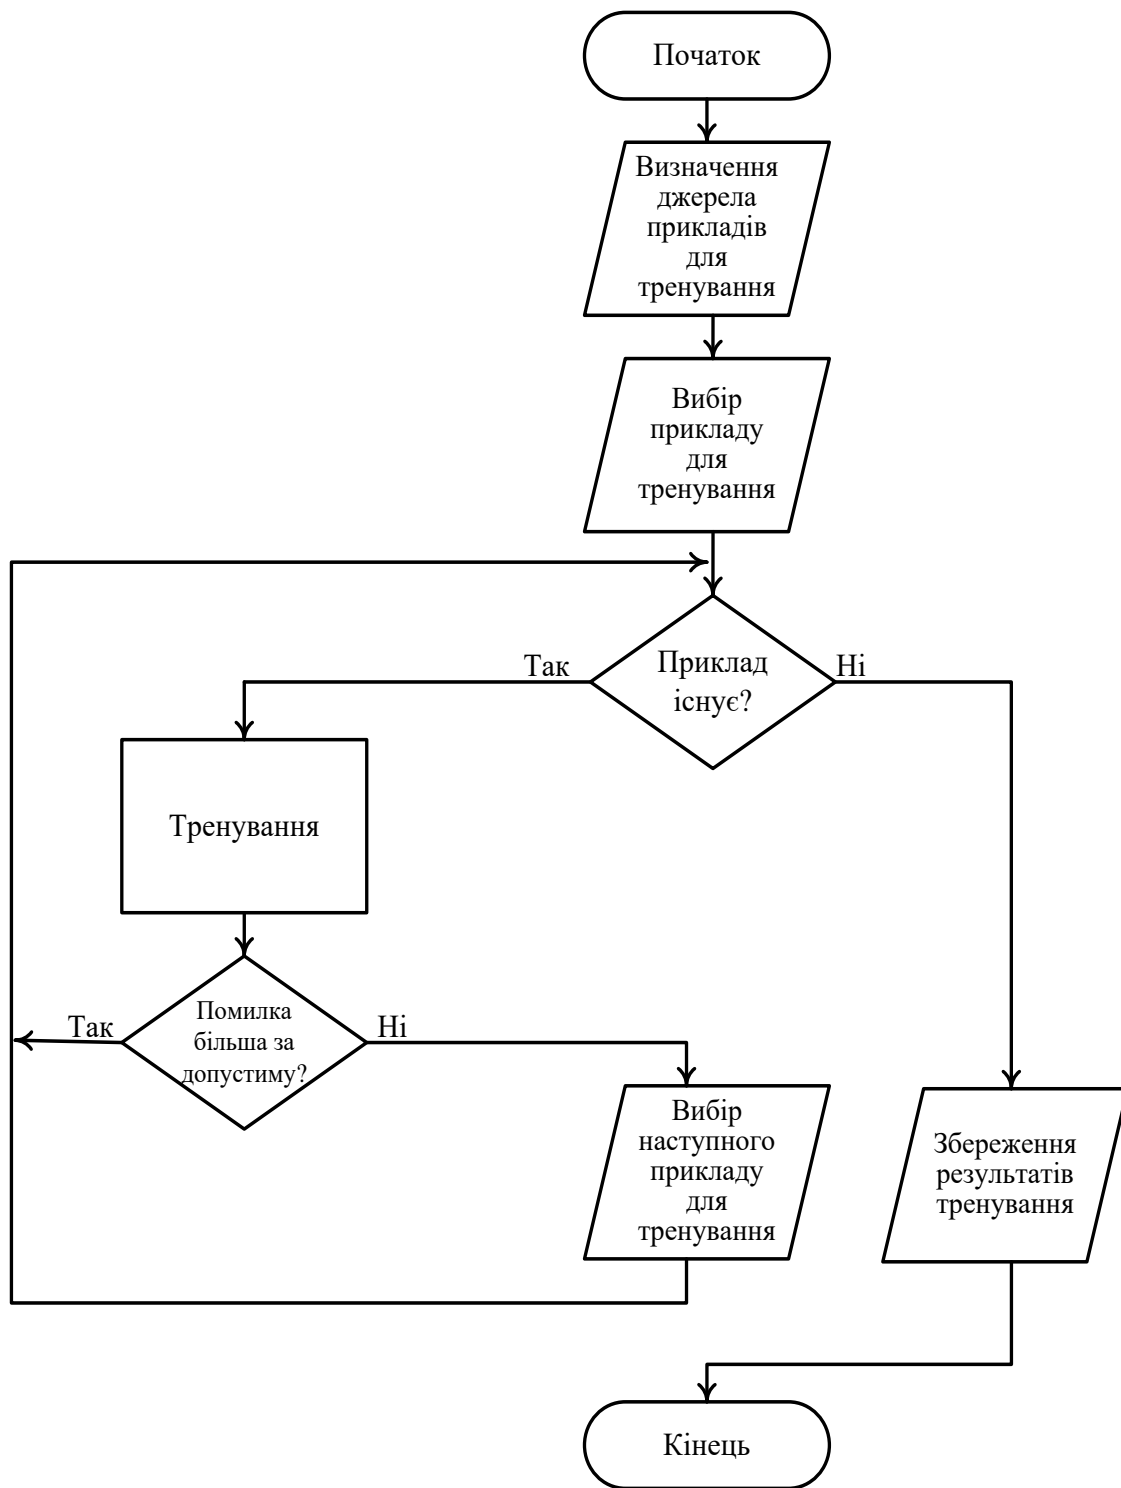 Початок
Визначення
джерела
прикладів
для
тренування
Вибір
прикладу
для
тренування
Так
Приклад
існує?
Ні
Тренування
Так
Помилка
більша за
допустиму?
Ні
Вибір
наступного
прикладу
для
тренування
Збереження
результатів
тренування
Кінець